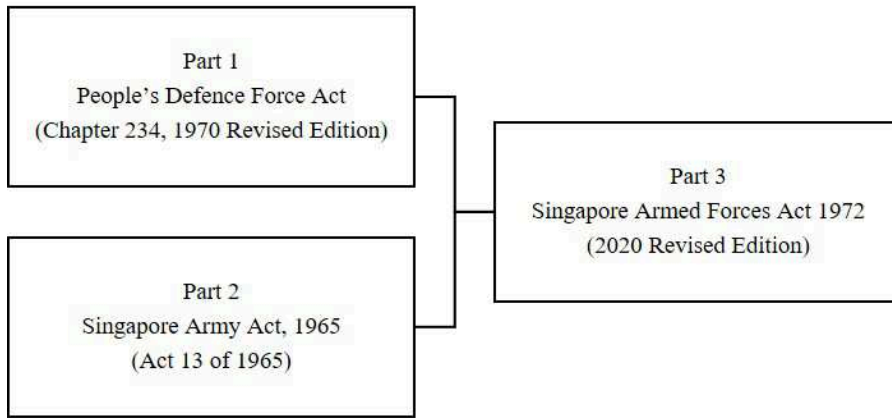 Part 1
People’s Defence Force Act
(Chapter 234, 1970 Revised Edition)
Part 2
Singapore Army Act, 1965
(Act 13 of 1965)
Part 3
Singapore Armed Forces Act 1972
(2020 Revised Edition)